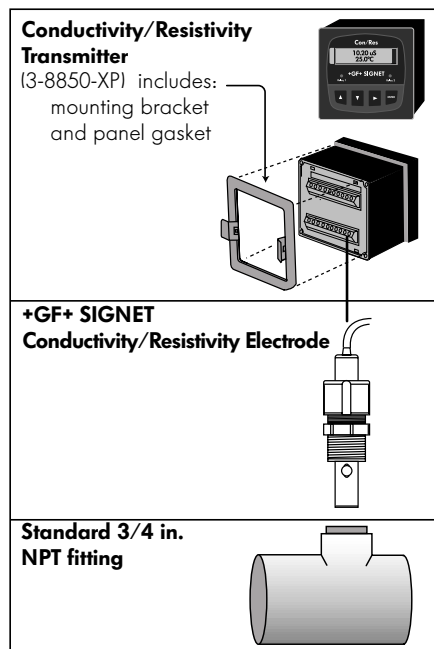 Conductivity/Resistivity
Transmitter
(3-8850-XP) includes:
mounting bracket
and panel gasket
Con/Res
10.20 uS
25.0°C
+GF+ SIGNET
+GF+ SIGNET
Conductivity/Resistivity Electrode
Standard 3/4 in.
NPT fitting